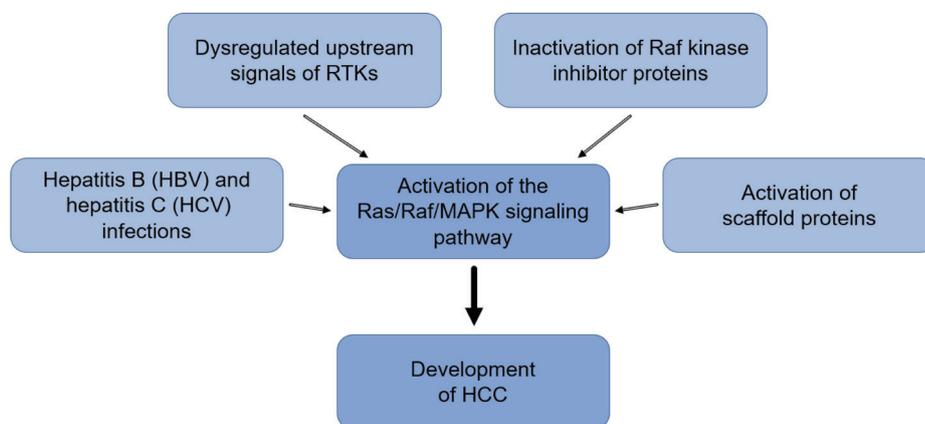 Dysregulated upstream
signals of RTKs
Inactivation of Raf kinase
inhibitor proteins
Hepatitis B (HBV) and
hepatitis C (HCV)
infections
Activation of the
Ras/Raf/MAPK signaling
pathway
Activation of
scaffold proteins
Development
of HCC